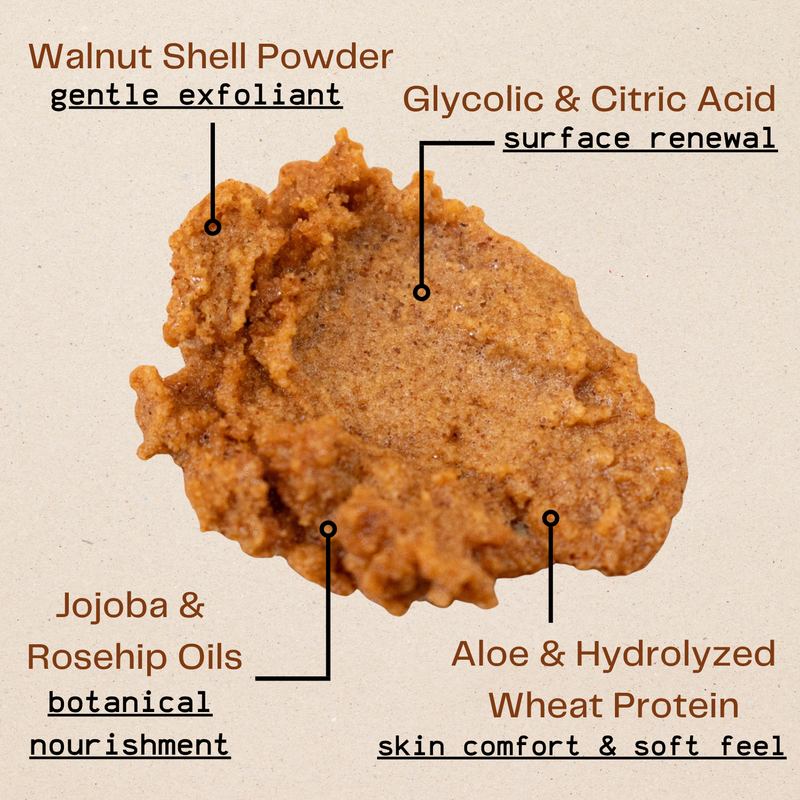 Walnut Shell Powder
gentle exfoliant
Glycolic & Citric Acid
surface renewal
Jojoba &
Rosehip Oils
botanical
nourishment
Aloe & Hydrolyzed
Wheat Protein
skin comfort & soft feel